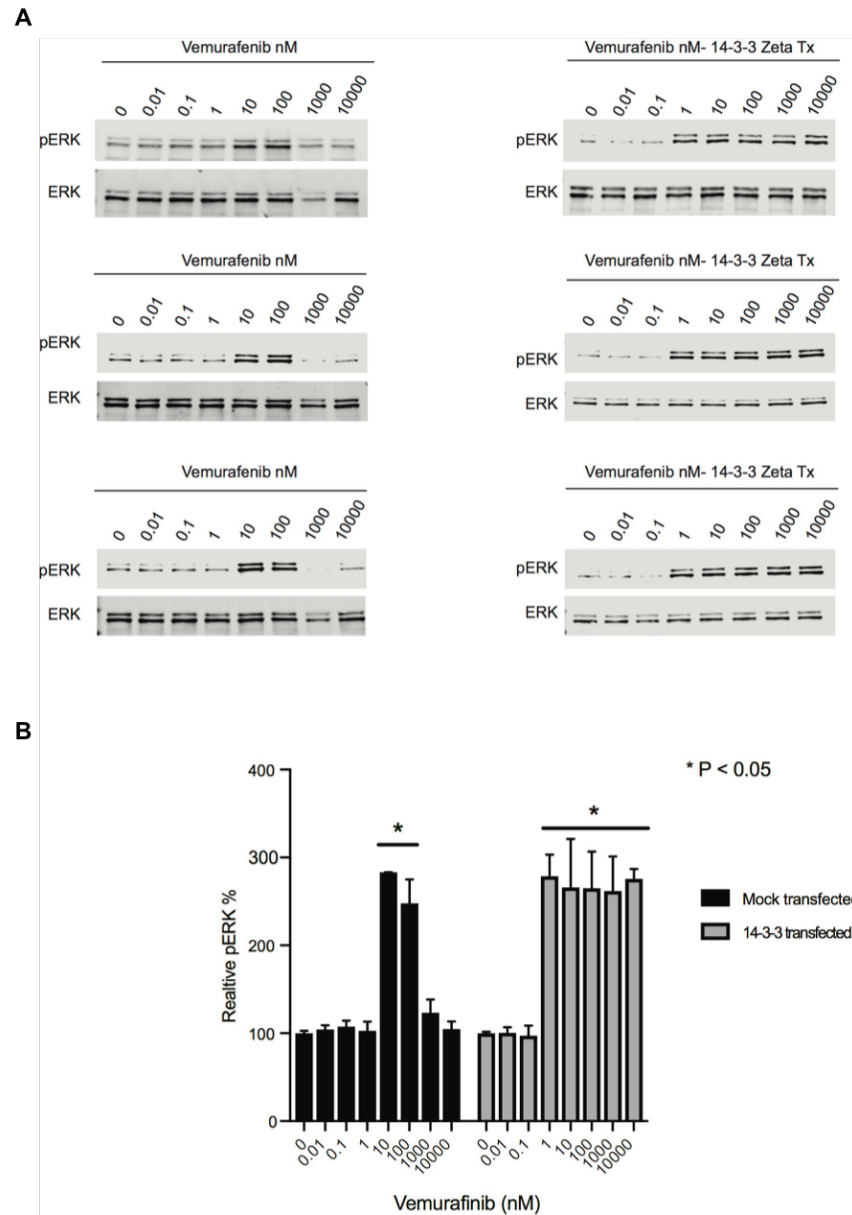 A
Vemurafenib nM
0 0.01 0.1 1 10 100 1000 10000
pERK
ERK
Vemurafenib nM- 14-3-3 Zeta Tx
0 0.01 0.1 1 10 100 1000 10000
pERK
ERK
Vemurafenib nM
0 0.01 0.1 1 10 100 1000 10000
pERK
ERK
Vemurafenib nM- 14-3-3 Zeta Tx
0 0.01 0.1 1 10 100 1000 10000
pERK
ERK
Vemurafenib nM
0 0.01 0.1 1 10 100 1000 10000
pERK
ERK
Vemurafenib nM- 14-3-3 Zeta Tx
0 0.01 0.1 1 10 100 1000 10000
pERK
ERK
B
* P < 0.05
400
300
200
100
0
Realtive pERK %
*
*
Mock transfecte
14-3-3 transfected
0 0.01 0.1 1 10 100 1000 10000
0 0.01 0.1 1 10 100 1000 10000
Vemurafinib (nM)